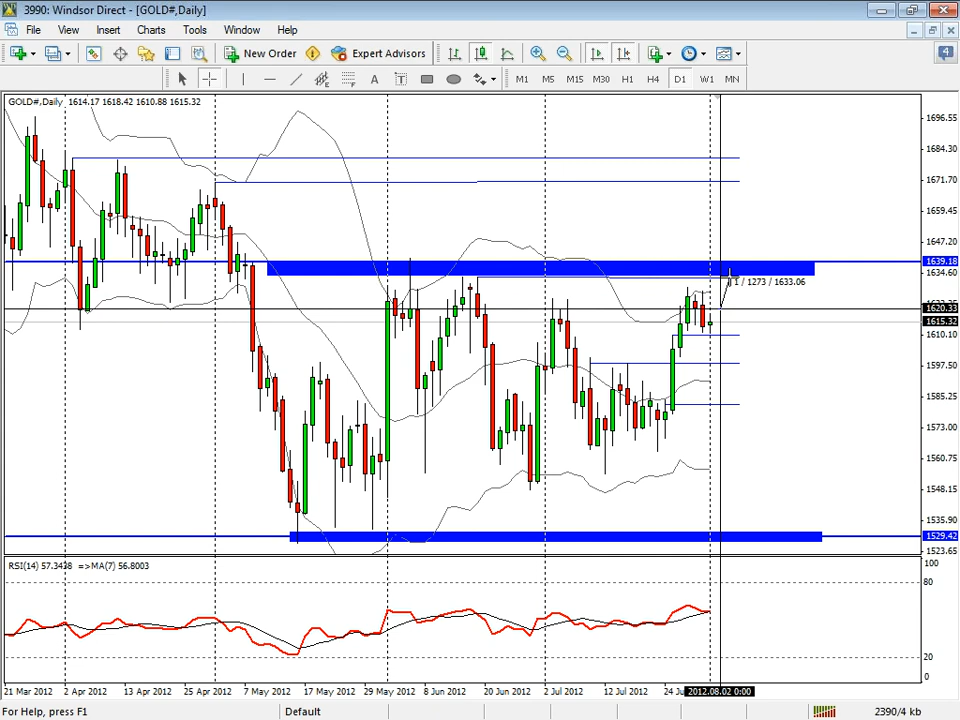 3990: Windsor Direct - [GOLD#,Daily]
File View Insert Charts Tools Window Help
New Order Expert Advisors
4
A T M1 M5 M15 M30 H1 H4 D1 W1 MN
GOLD#,Daily 1614.17 1618.42 1610.88 1615.32
1696.55
1684.30
1671.70
1659.45
1647.20
1639.18
1634.60
1 / 1273 / 1633.06
1620.33
1615.32
1610.10
1597.50
1585.25
1573.00
1560.75
1548.15
1535.90
1529.42
1523.65
RSI(14) 57.3438 =>MA(7) 56.8003
100
80
20
0
21 Mar 2012 2 Apr 2012 13 Apr 2012 25 Apr 2012 7 May 2012 17 May 2012 29 May 2012 8 Jun 2012 20 Jun 2012 2 Jul 2012 12 Jul 2012 24 Ju 2012.08.02 0:00
For Help, press F1 Default 2390/4 kb